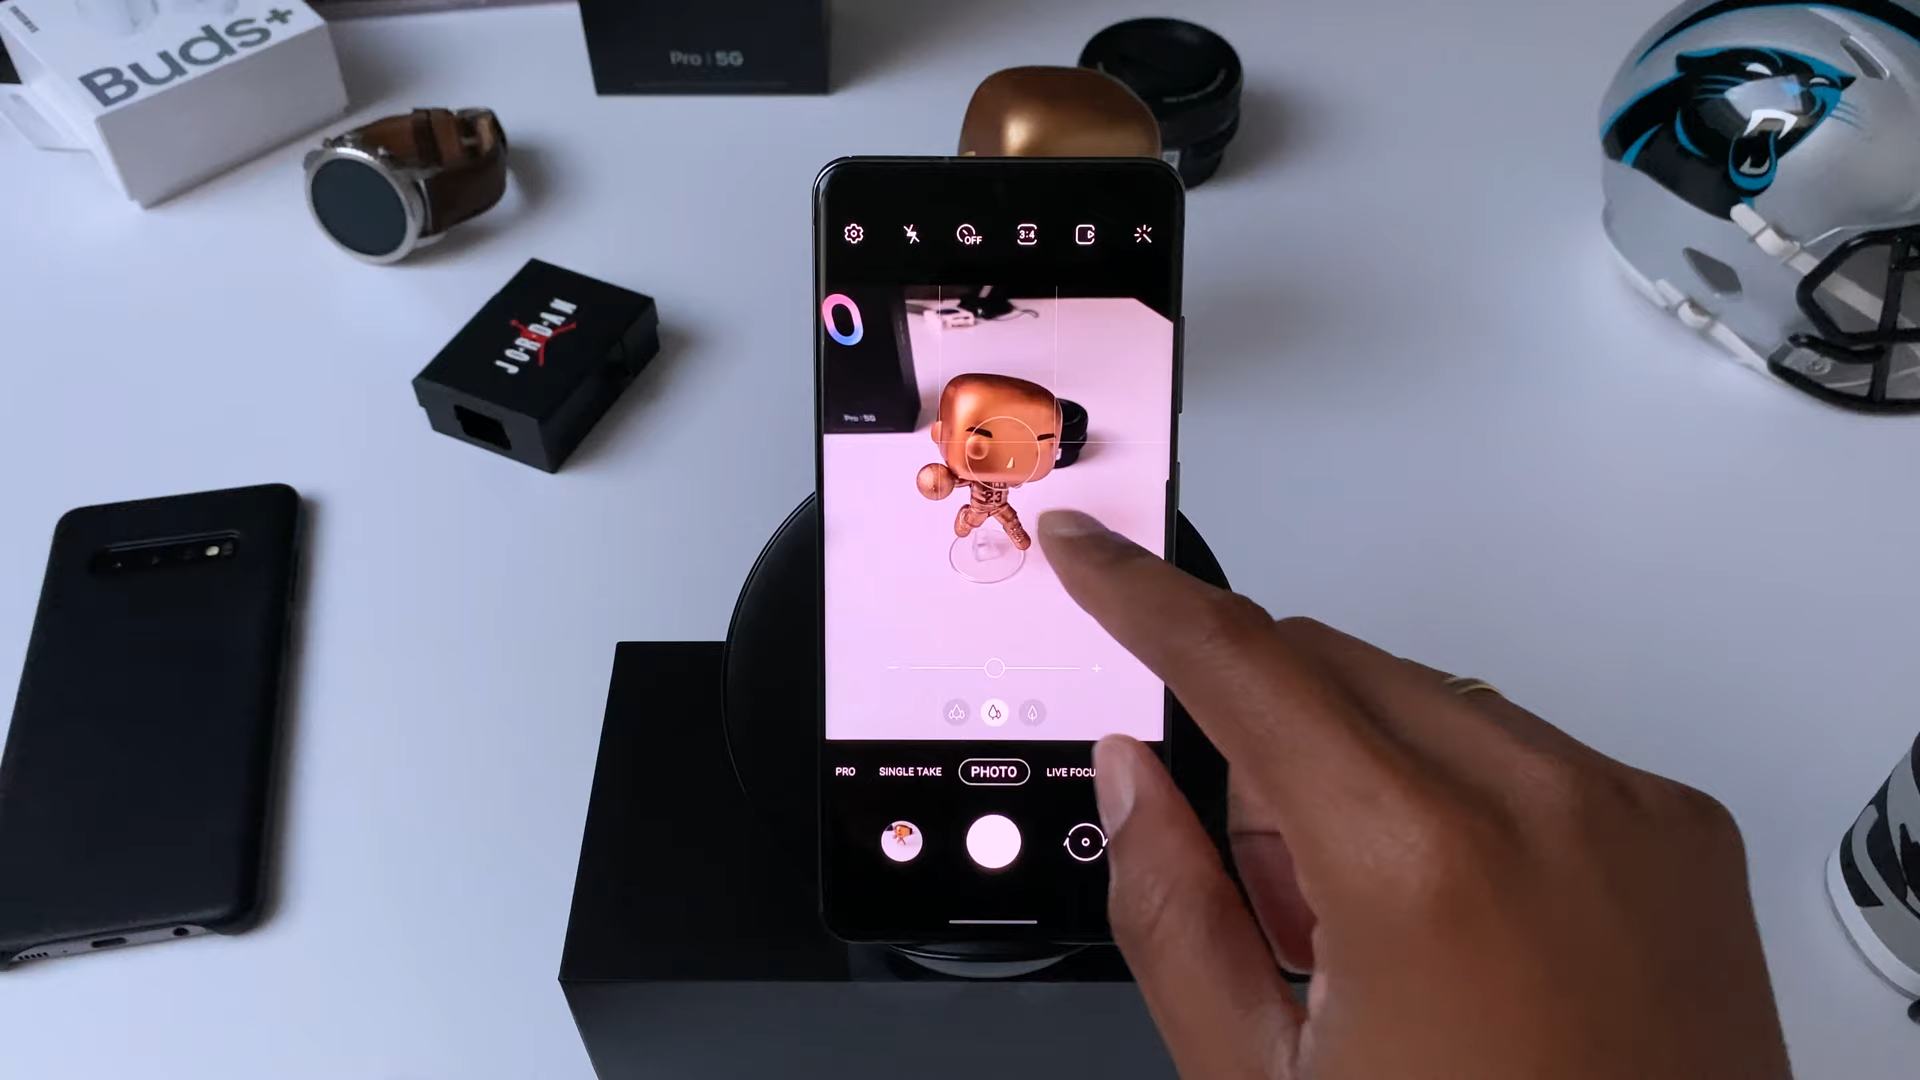 Buds+
Pro | 5G
JORDAN
OFF
3:4
Pro | 5G
23
PRO
SINGLE TAKE
PHOTO
LIVE FOCU